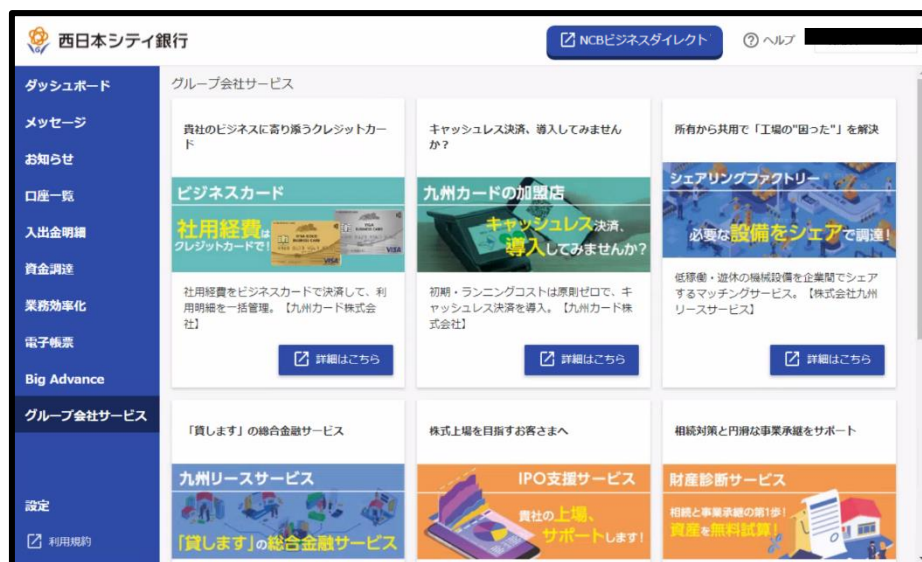 西日本シティ銀行
NCBビジネスダイレクト
ヘルプ
ダッシュボード
メッセージ
お知らせ
口座一覧
入出金明細
資金調達
業務効率化
電子帳票
Big Advance
グループ会社サービス
設定
利用規約
グループ会社サービス
貴社のビジネスに寄り添うクレジットカー
ド
ビジネスカード
社用経費は
クレジットカードで!
VISA
VISA
社用経費をビジネスカードで決済して、利
用明細を一括管理。【九州カード株式会
社】
詳細はこちら
キャッシュレス決済、導入してみません
か?
九州カードの加盟店
キャッシュレス決済、
導入してみませんか?
初期・ランニングコストは原則ゼロで、キ
ャッシュレス決済を導入。【九州カード株
式会社】
詳細はこちら
所有から共用で「工場の"困った"」を解決
シェアリングファクトリー
必要な設備をシェアで調達!
低稼働・遊休の機械設備を企業間でシェア
するマッチングサービス。【株式会社九州
リースサービス】
詳細はこちら
「貸します」の総合金融サービス
九州リースサービス
「貸します」の総合金融サービス
株式上場を目指すお客さまへ
IPO支援サービス
貴社の上場、
サポートします!
相続対策と円滑な事業承継をサポート
財産診断サービス
相続と事業承継の第1歩!
資産を無料試算!